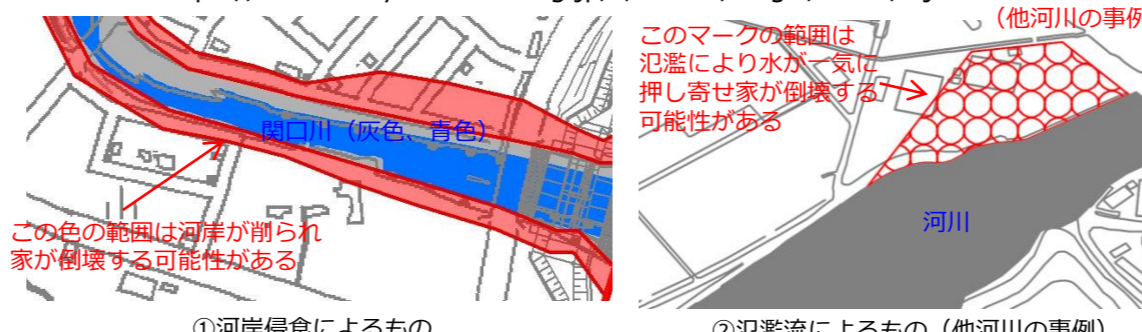 関口川（灰色、青色）
この色の範囲は河岸が削られ
家が倒壊する可能性がある
①河岸侵食によるもの
（他河川の事例
このマークの範囲は
氾濫により水が一気に
押し寄せ家が倒壊する
可能性がある
河川
②氾濫流によるもの（他河川の事例）